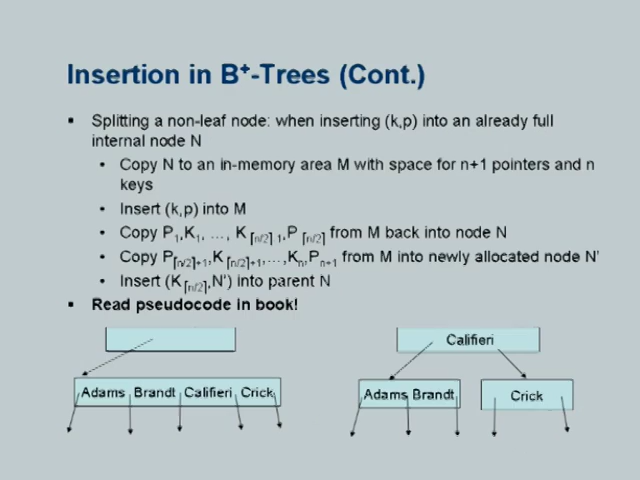 Insertion in B⁺-Trees (Cont.)
▪ Splitting a non-leaf node: when inserting (k,p) into an already full
internal node N
• Copy N to an in-memory area M with space for n+1 pointers and n
keys
• Insert (k,p) into M
• Copy P₁,K₁, …, K ⌈n/2⌉-1,P ⌈n/2⌉ from M back into node N
• Copy P⌈n/2⌉+1,K ⌈n/2⌉+1,…,Kn,Pn+1 from M into newly allocated node N'
• Insert (K ⌈n/2⌉,N') into parent N
▪ Read pseudocode in book!
Califieri
Adams Brandt Califieri Crick
Adams Brandt
Crick